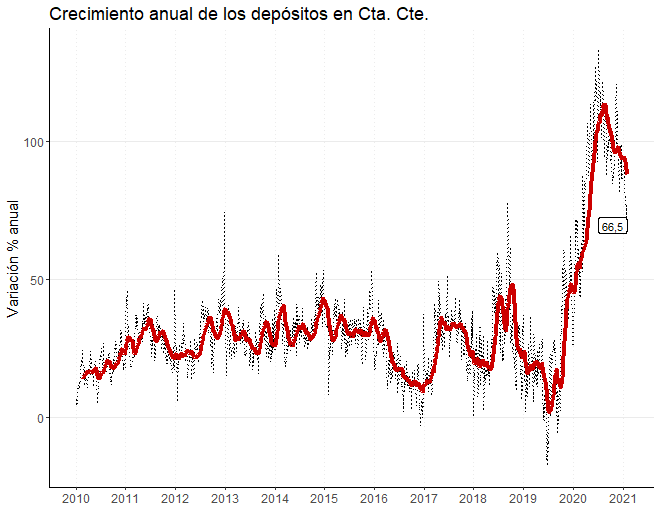 Crecimiento anual de los depósitos en Cta. Cte.
Variación % anual
100
50
0
66,5
2010 2011 2012 2013 2014 2015 2016 2017 2018 2019 2020 2021